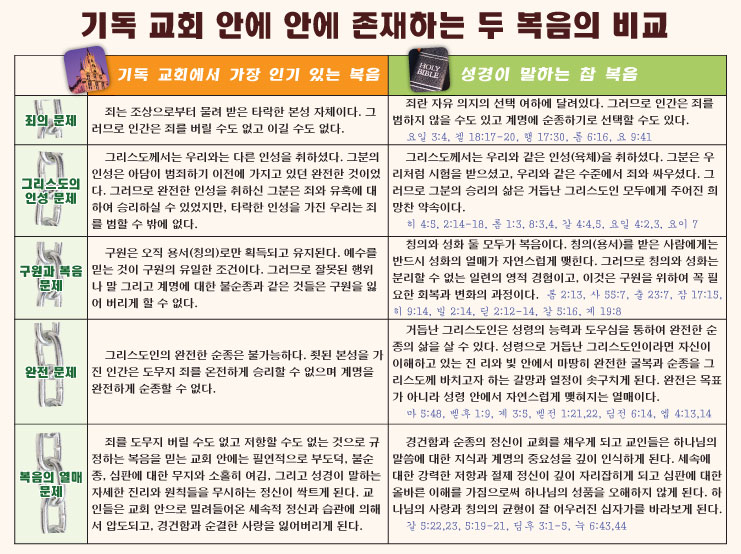 기독 교회 안에 안에 존재하는 두 복음의 비교
기독 교회에서 가장 인기 있는 복음
HOLY
BIBLE
성경이 말하는 참 복음
죄의 문제
죄는 조상으로부터 물려 받은 타락한 본성 자체이다. 그
러므로 인간은 죄를 버릴 수도 없고 이길 수도 없다.
죄란 자유 의지의 선택 여하에 달려있다. 그러므로 인간은 죄를
범하지 않을 수도 있고 계명에 순종하기로 선택할 수도 있다.
요일 3:4, 겔 18:17-20, 행 17:30, 롬 6:16, 요 9:41
그리스도의
인성 문제
그리스도께서는 우리와는 다른 인성을 취하셨다. 그분의
인성은 아담이 범죄하기 이전에 가지고 있던 완전한 것이었
다. 그러므로 완전한 인성을 취하신 그분은 죄와 유혹에 대
하여 승리하실 수 있었지만, 타락한 인성을 가진 우리는 죄
를 범할 수 밖에 없다.
그리스도께서는 우리와 같은 인성(육체)을 취하셨다. 그분은 우
리처럼 시험을 받으셨고, 우리와 같은 수준에서 죄와 싸우셨다. 그
러므로 그분의 승리의 삶은 거듭난 그리스도인 모두에게 주어진 희
망찬 약속이다.
히 4:5, 2:14-18, 롬 1:3, 8:3,4, 갈 4:4,5, 요일 4:2,3, 요이 7
구원과 복음
문제
구원은 오직 용서(칭의)로만 획득되고 유지된다. 예수를
믿는 것이 구원의 유일한 조건이다. 그러므로 잘못된 행위
나 말 그리고 계명에 대한 불순종과 같은 것들은 구원을 잃
어 버리게 할 수 없다.
칭의와 성화 둘 모두가 복음이다. 칭의(용서)를 받은 사람에게는
반드시 성화의 열매가 자연스럽게 맺힌다. 그러므로 칭의와 성화는
분리할 수 없는 일련의 영적 경험이고, 이것은 구원을 위하여 꼭 필
요한 회복과 변화의 과정이다. 롬 2:13, 사 55:7, 출 23:7, 잠 17:15,
히 9:14, 빌 2:14, 딛 2:12-14, 갈 5:16, 계 19:8
완전 문제
그리스도인의 완전한 순종은 불가능하다. 죄된 본성을 가
진 인간은 도무지 죄를 온전하게 승리할 수 없으며 계명을
완전하게 순종할 수 없다.
거듭난 그리스도인은 성령의 능력과 도우심을 통하여 완전한 순
종의 삶을 살 수 있다. 성령으로 거듭난 그리스도인이라면 자신이
이해하고 있는 진 리와 빛 안에서 마땅히 완전한 굴복과 순종을 그
리스도께 바치고자 하는 갈망과 열정이 솟구치게 된다. 완전은 목표
가 아니라 성령 안에서 자연스럽게 맺혀지는 열매이다.
마 5:48, 벧후 1:9, 계 3:5, 벧전 1:21,22, 딤전 6:14, 엡 4:13,14
복음의 열매
문제
죄를 도무지 버릴 수도 없고 저항할 수도 없는 것으로 규
정하는 복음을 믿는 교회 안에는 필연적으로 부도덕, 불순
종, 심판에 대한 무지와 소홀히 여김, 그리고 성경이 말하는
자세한 진리와 원칙들을 무시하는 정신이 싹트게 된다. 교
인들은 교회 안으로 밀려들어온 세속적 정신과 습관에 의해
서 압도되고, 경건함과 순결한 사랑을 잃어버리게 된다.
경건함과 순종의 정신이 교회를 채우게 되고 교인들은 하나님의
말씀에 대한 지식과 계명의 중요성을 깊이 인식하게 된다. 세속에
대한 강력한 저항과 절제 정신이 깊이 자리잡히게 되고 심판에 대한
올바른 이해를 가짐으로써 하나님의 성품을 오해하지 않게 된다. 하
나님의 사랑과 칭의의 균형이 잘 어우러진 십자가를 바라보게 된다.
갈 5:22,23, 5:19-21, 딤후 3:1-5, 눅 6:43,44